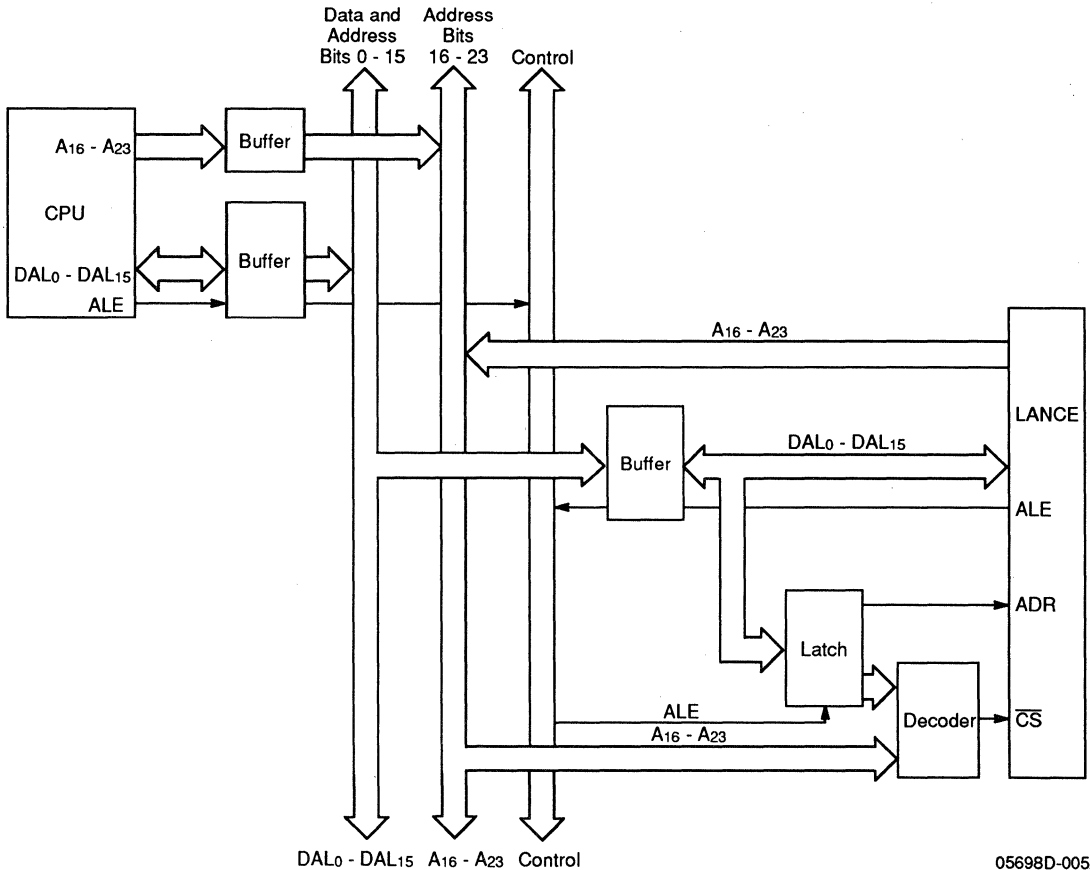 Data and
Address
Bits 0 - 15
Address
Bits
16 - 23
Control
A16 - A23
Buffer
CPU
Buffer
DAL0 - DAL15
ALE
A16 - A23
LANCE
DAL0 - DAL15
Buffer
ALE
ADR
Latch
ALE
Decoder
CS
A16 - A23
DAL0 - DAL15
A16 - A23
Control
05698D-005